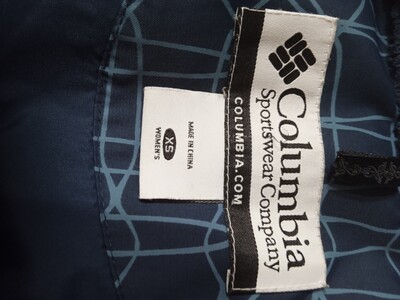 Columbia
Sportswear Company
COLUMBIA.COM
MADE IN CHINA
XS
WOMEN'S